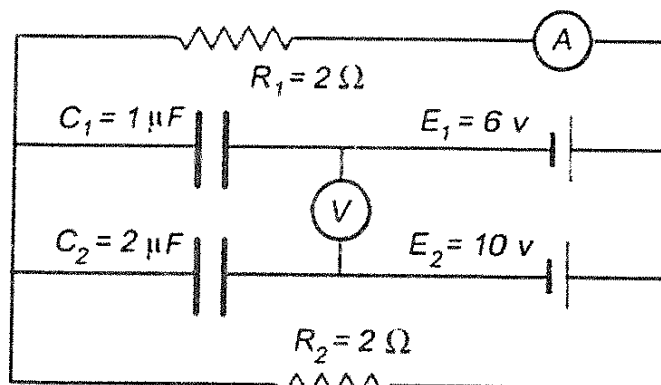 A
R₁ = 2 Ω
C₁ = 1 μF
E₁ = 6 v
V
C₂ = 2 μF
E₂ = 10 v
R₂ = 2 Ω